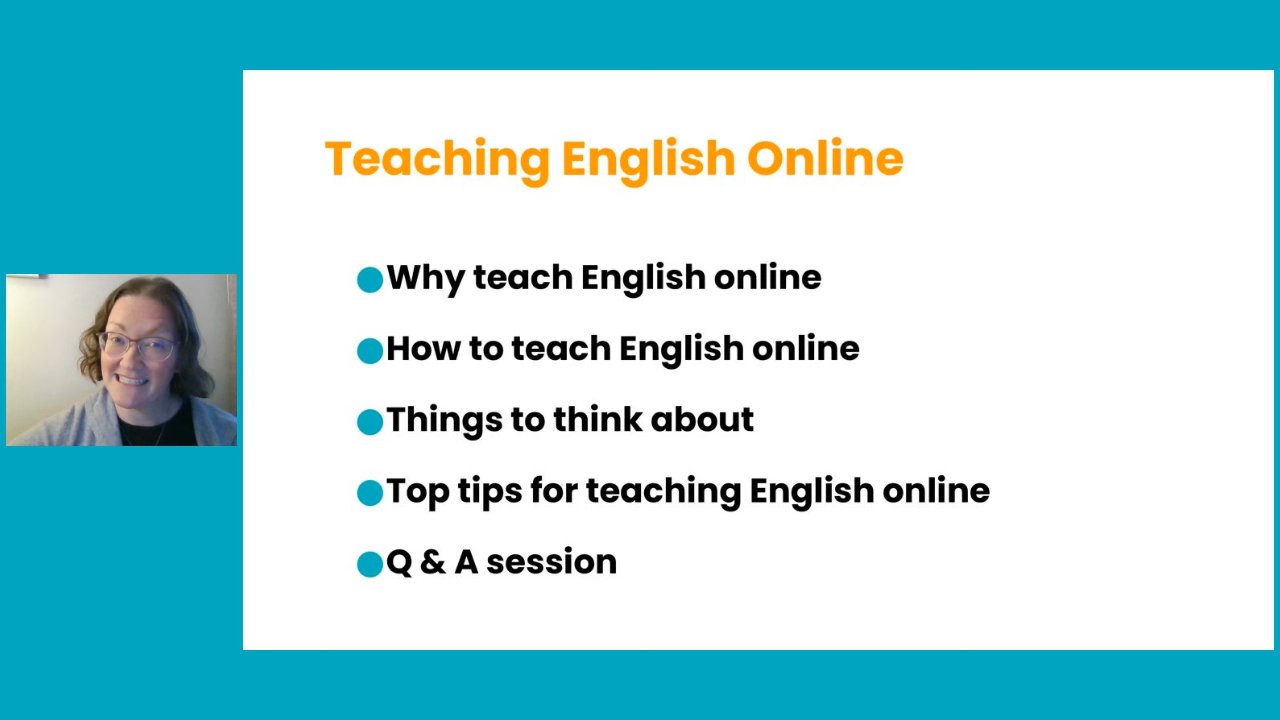 Teaching English Online
●Why teach English online
●How to teach English online
●Things to think about
●Top tips for teaching English online
●Q & A session